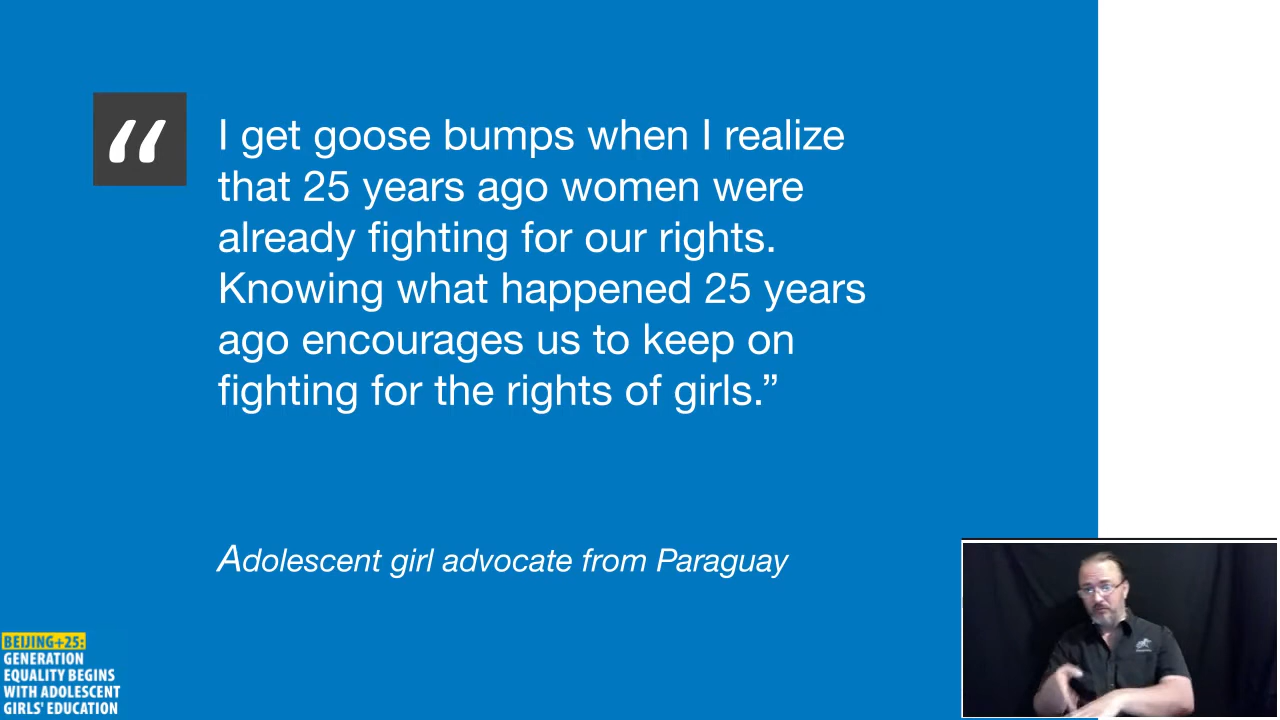 “
I get goose bumps when I realize
that 25 years ago women were
already fighting for our rights.
Knowing what happened 25 years
ago encourages us to keep on
fighting for the rights of girls.”
Adolescent girl advocate from Paraguay
BEIJING+25:
GENERATION
EQUALITY BEGINS
WITH ADOLESCENT
GIRLS' EDUCATION